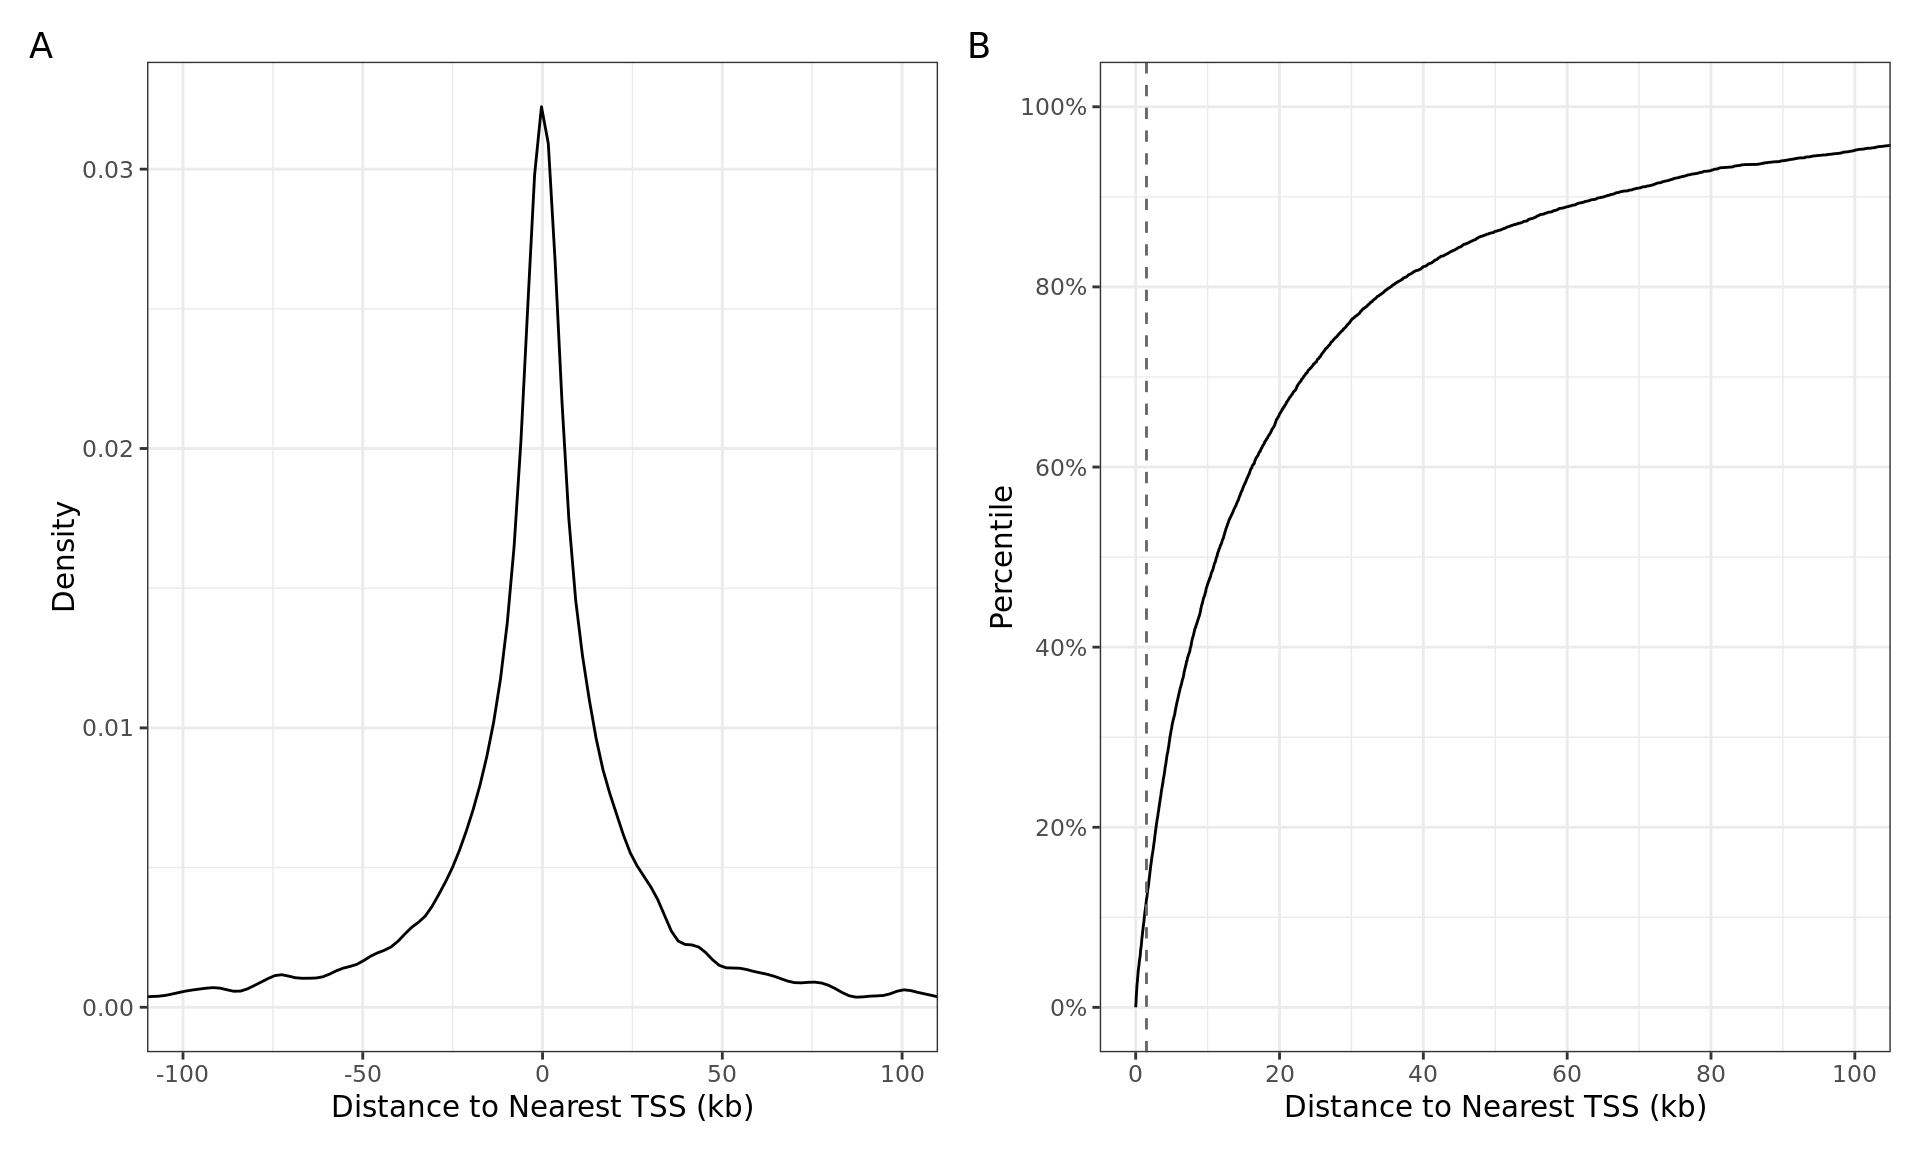 A
Density
0.03
0.02
0.01
0.00
-100 -50 0 50 100
Distance to Nearest TSS (kb)
B
Percentile
100%
80%
60%
40%
20%
0%
0 20 40 60 80 100
Distance to Nearest TSS (kb)